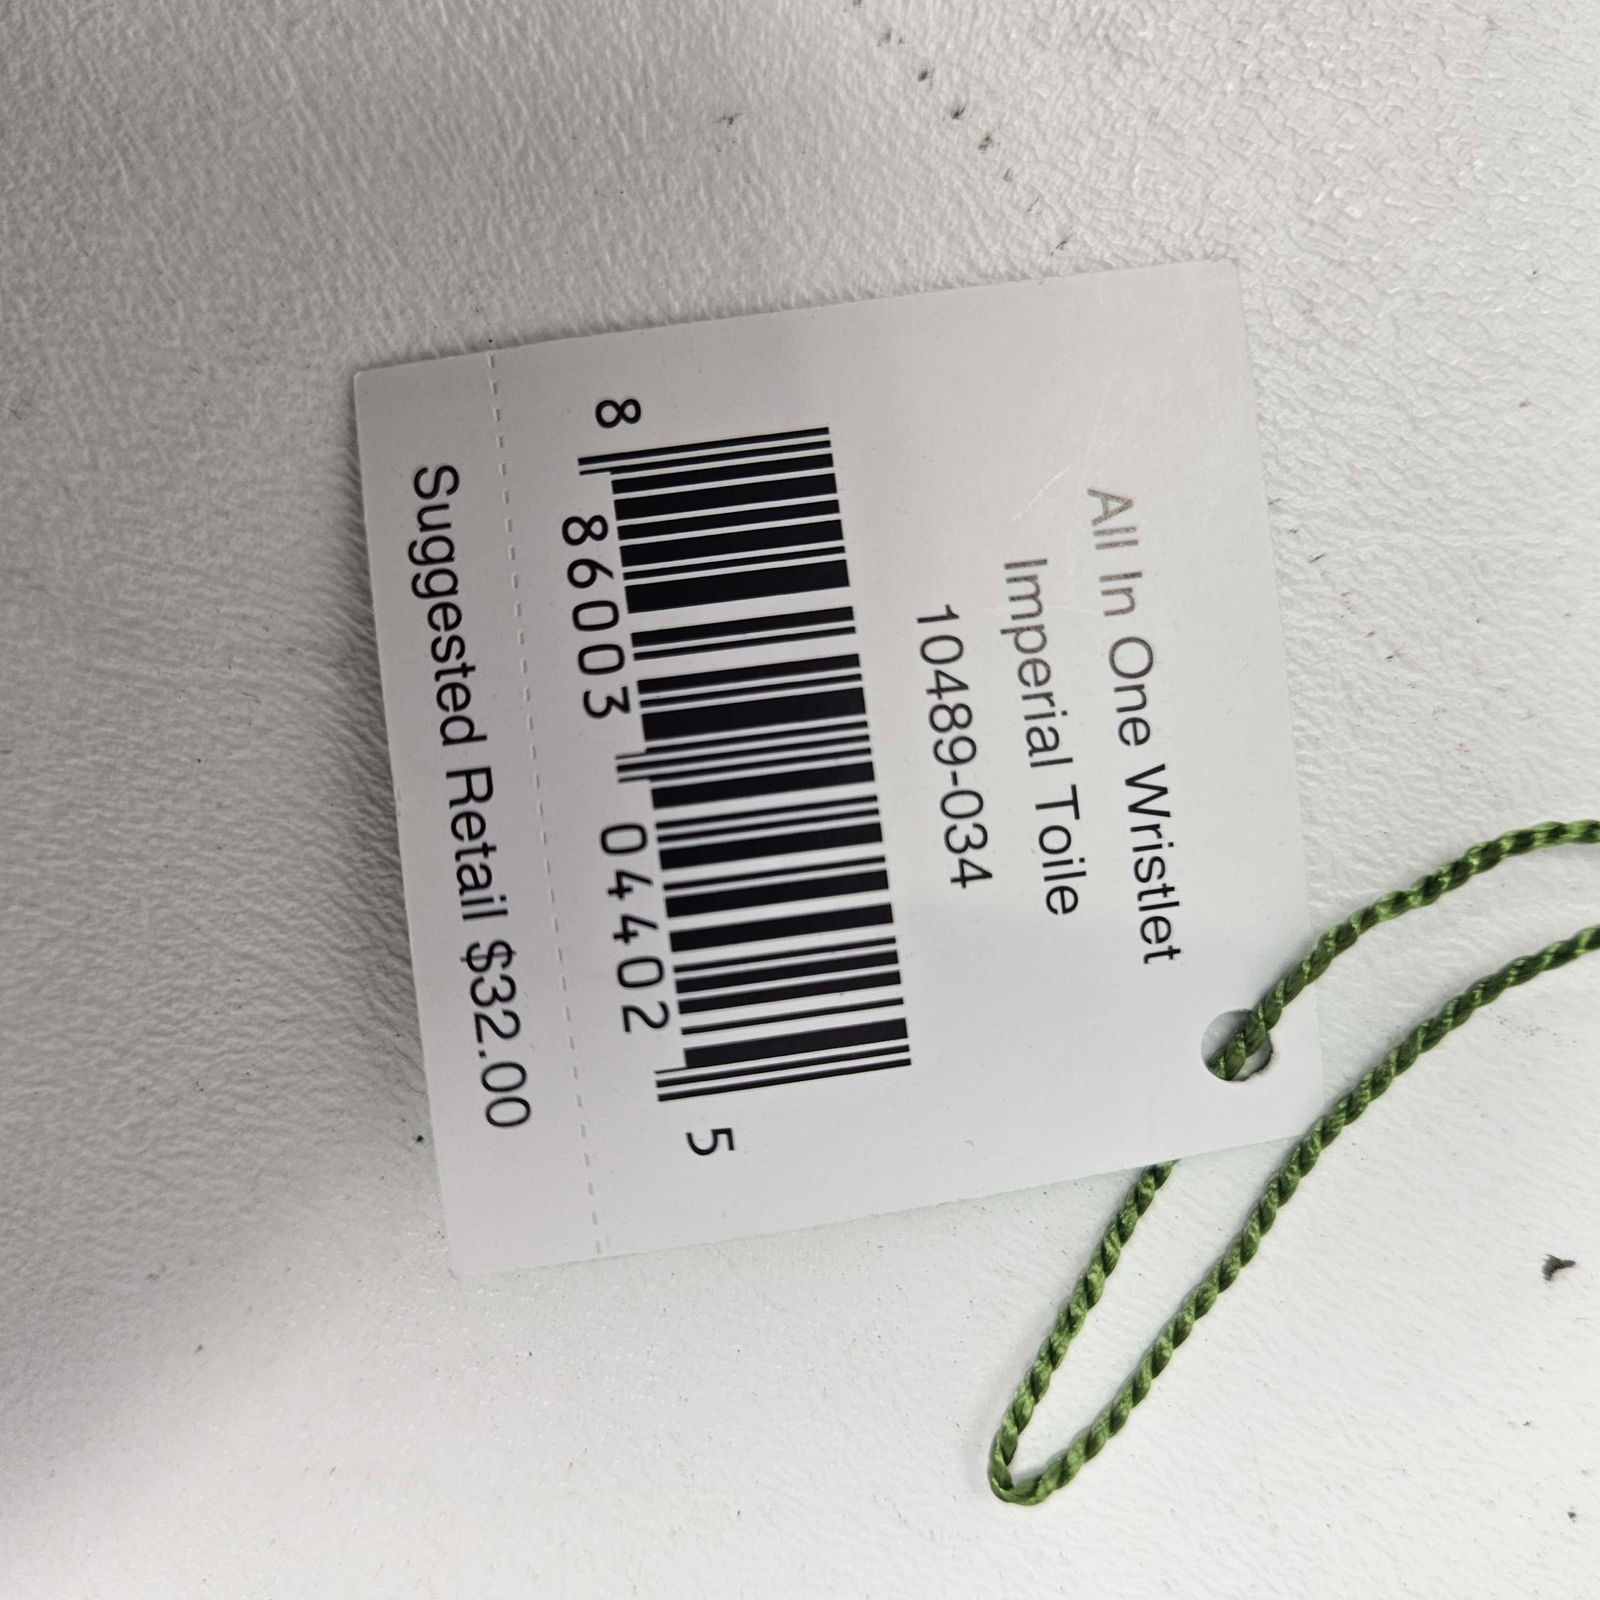 All In One Wristlet
Imperial Toile
10489-034
8 86003 04402 5
Suggested Retail $32.00